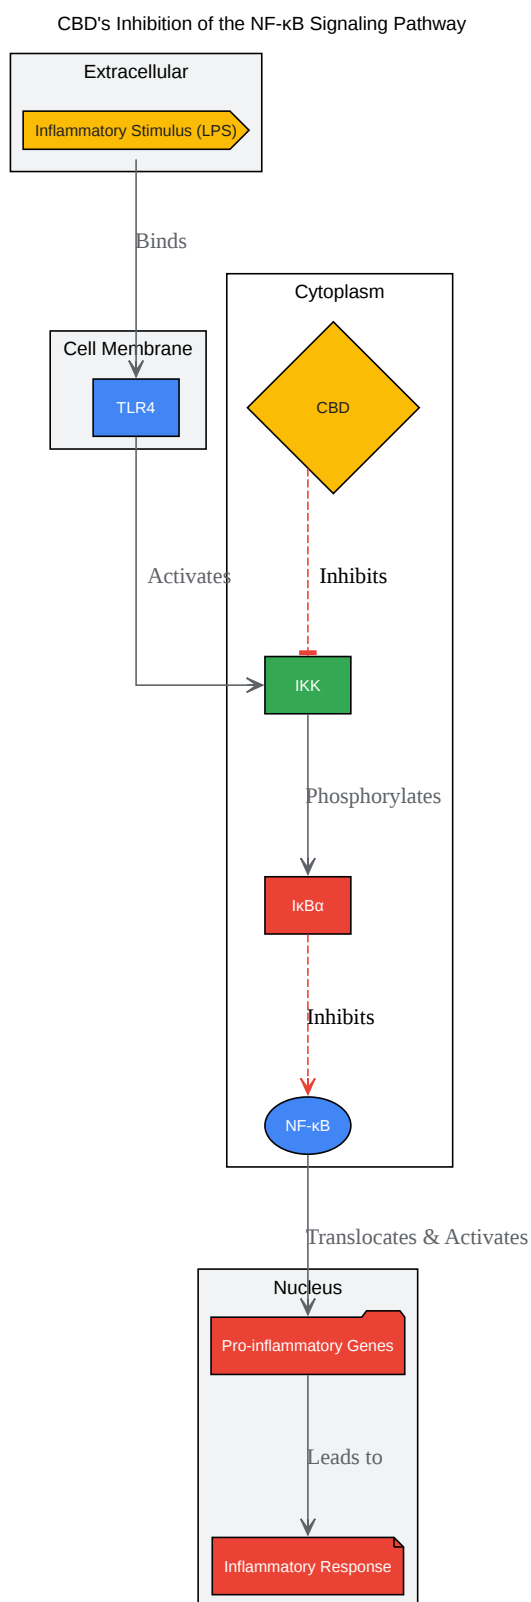 CBD's Inhibition of the NF-κB Signaling Pathway
Extracellular
Inflammatory Stimulus (LPS)
Binds
Cytoplasm
Cell Membrane
TLR4
CBD
Activates
Inhibits
IKK
Phosphorylates
IκBα
Inhibits
NF-κB
Translocates & Activates
Nucleus
Pro-inflammatory Genes
Leads to
Inflammatory Response